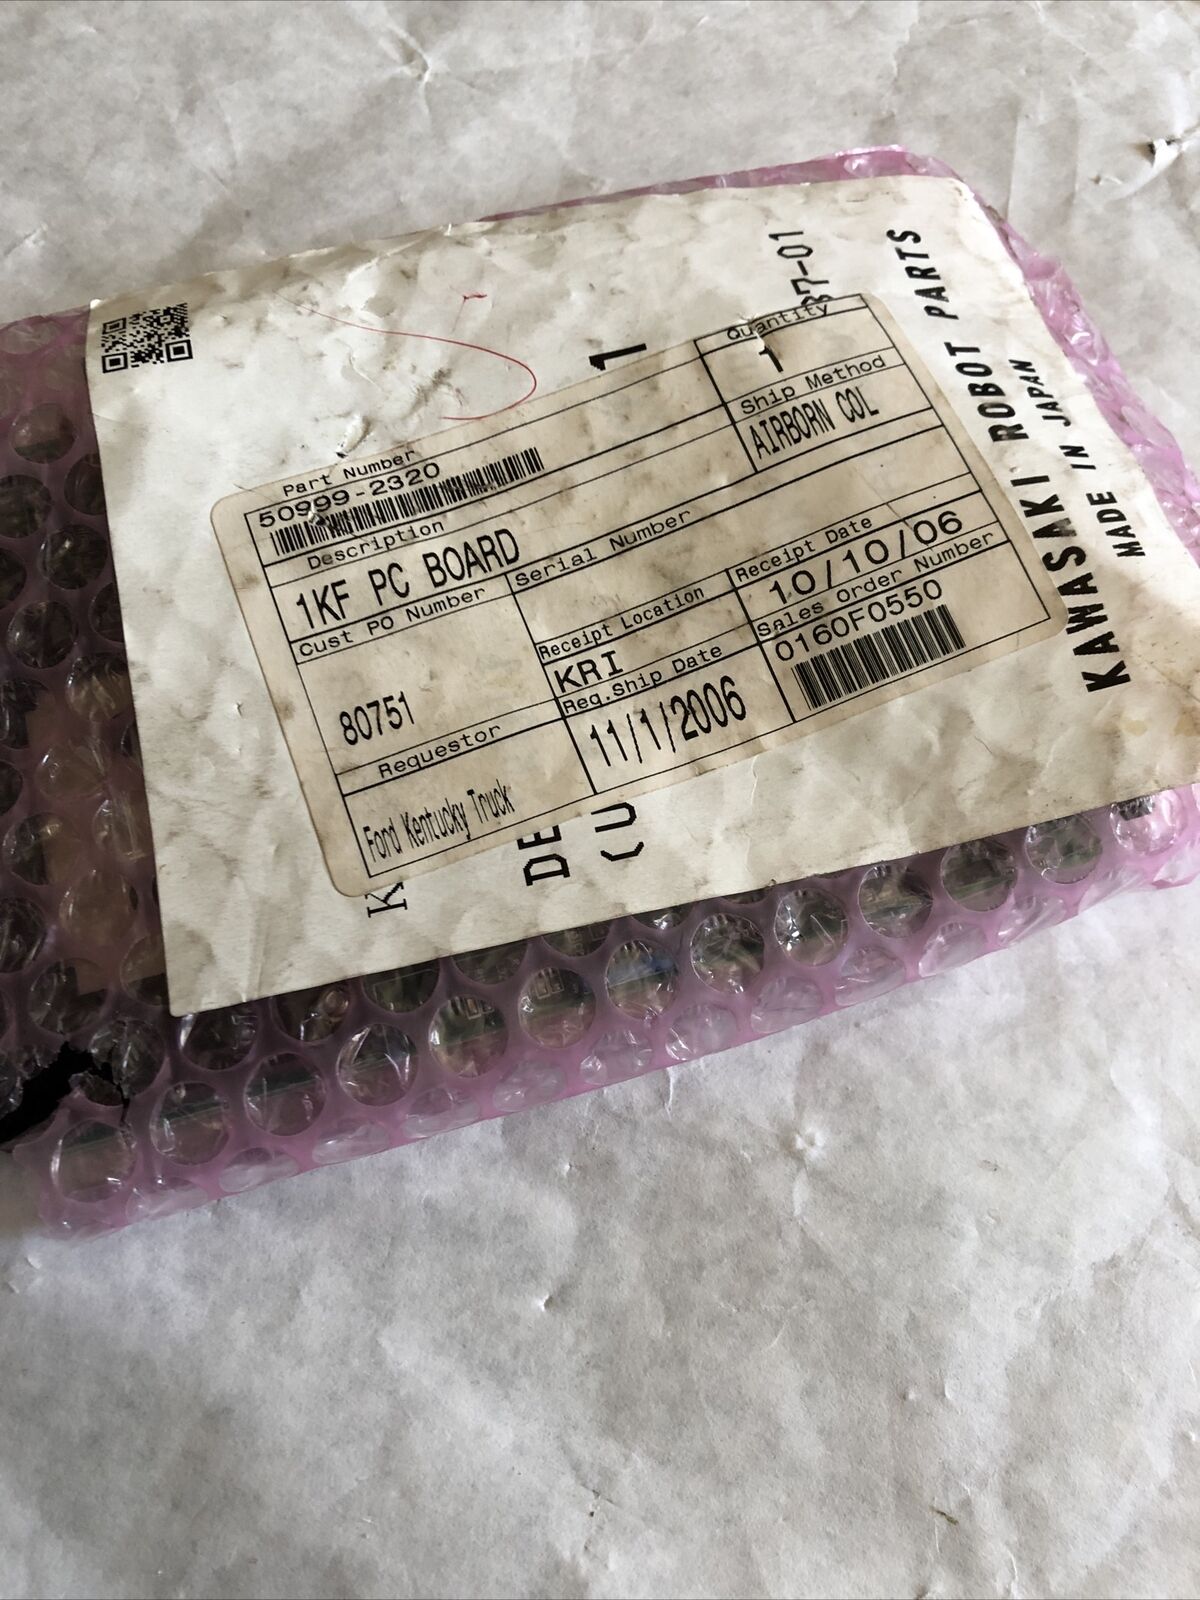 Part Number
50999-2320
Quantity
1
Description
1KF PC BOARD
Ship Method
AIRBORN COL
Cust PO Number
80751
Serial Number
Receipt Location
KRI
Receipt Date
10/10/06
Requestor
Ford Kentucky Truck
Req.Ship Date
11/1/2006
Sales Order Number
0160F0550
KAWASAKI ROBOT PARTS
MADE IN JAPAN
1
7-01
DE
(U
K